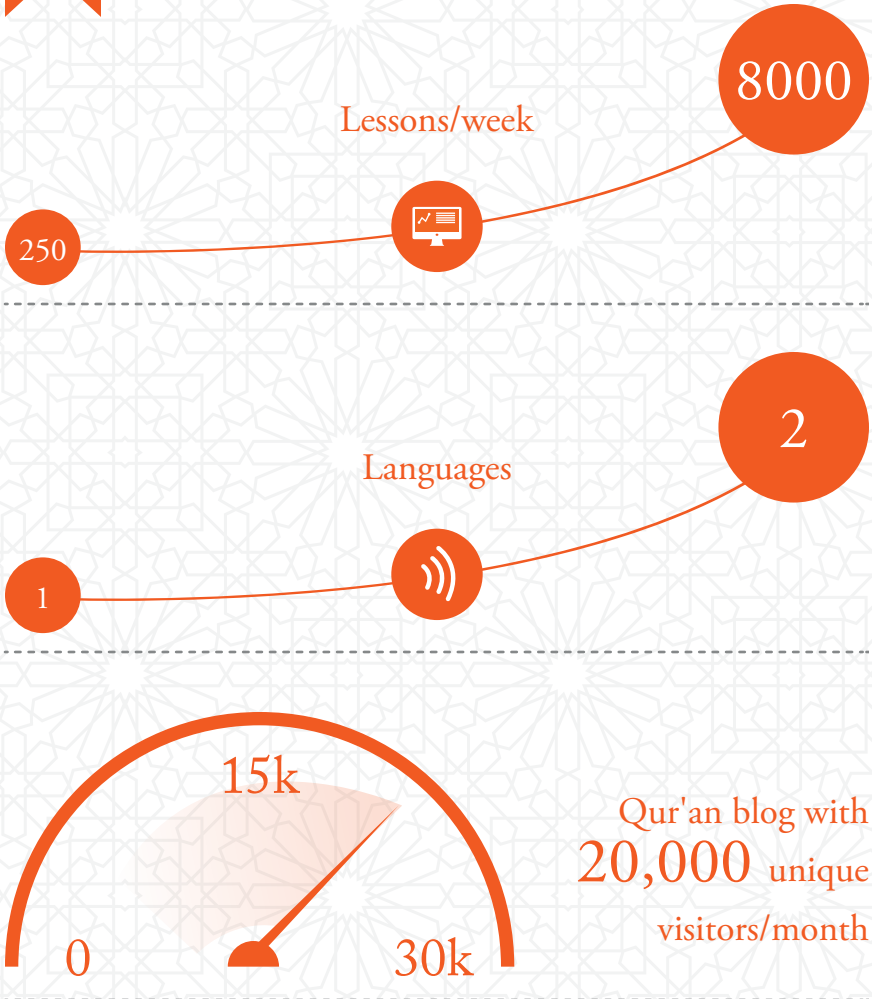 8000
Lessons/week
250
2
Languages
1
15k
0
30k
Qur'an blog with
20,000 unique
visitors/month